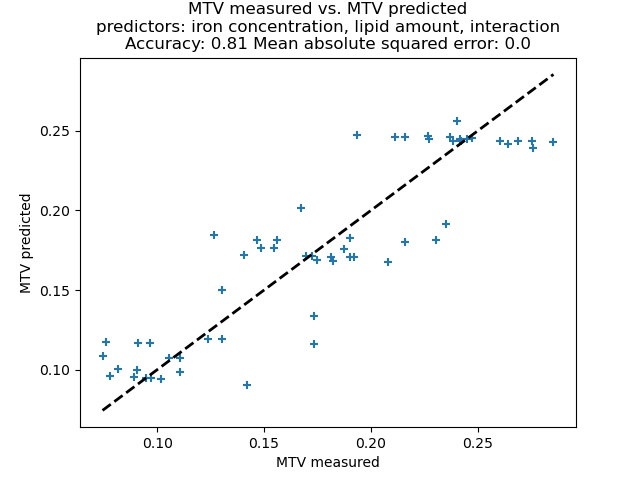 MTV measured vs. MTV predicted
predictors: iron concentration, lipid amount, interaction
Accuracy: 0.81 Mean absolute squared error: 0.0
0.25
0.20
0.15
0.10
MTV predicted
0.10 0.15 0.20 0.25
MTV measured